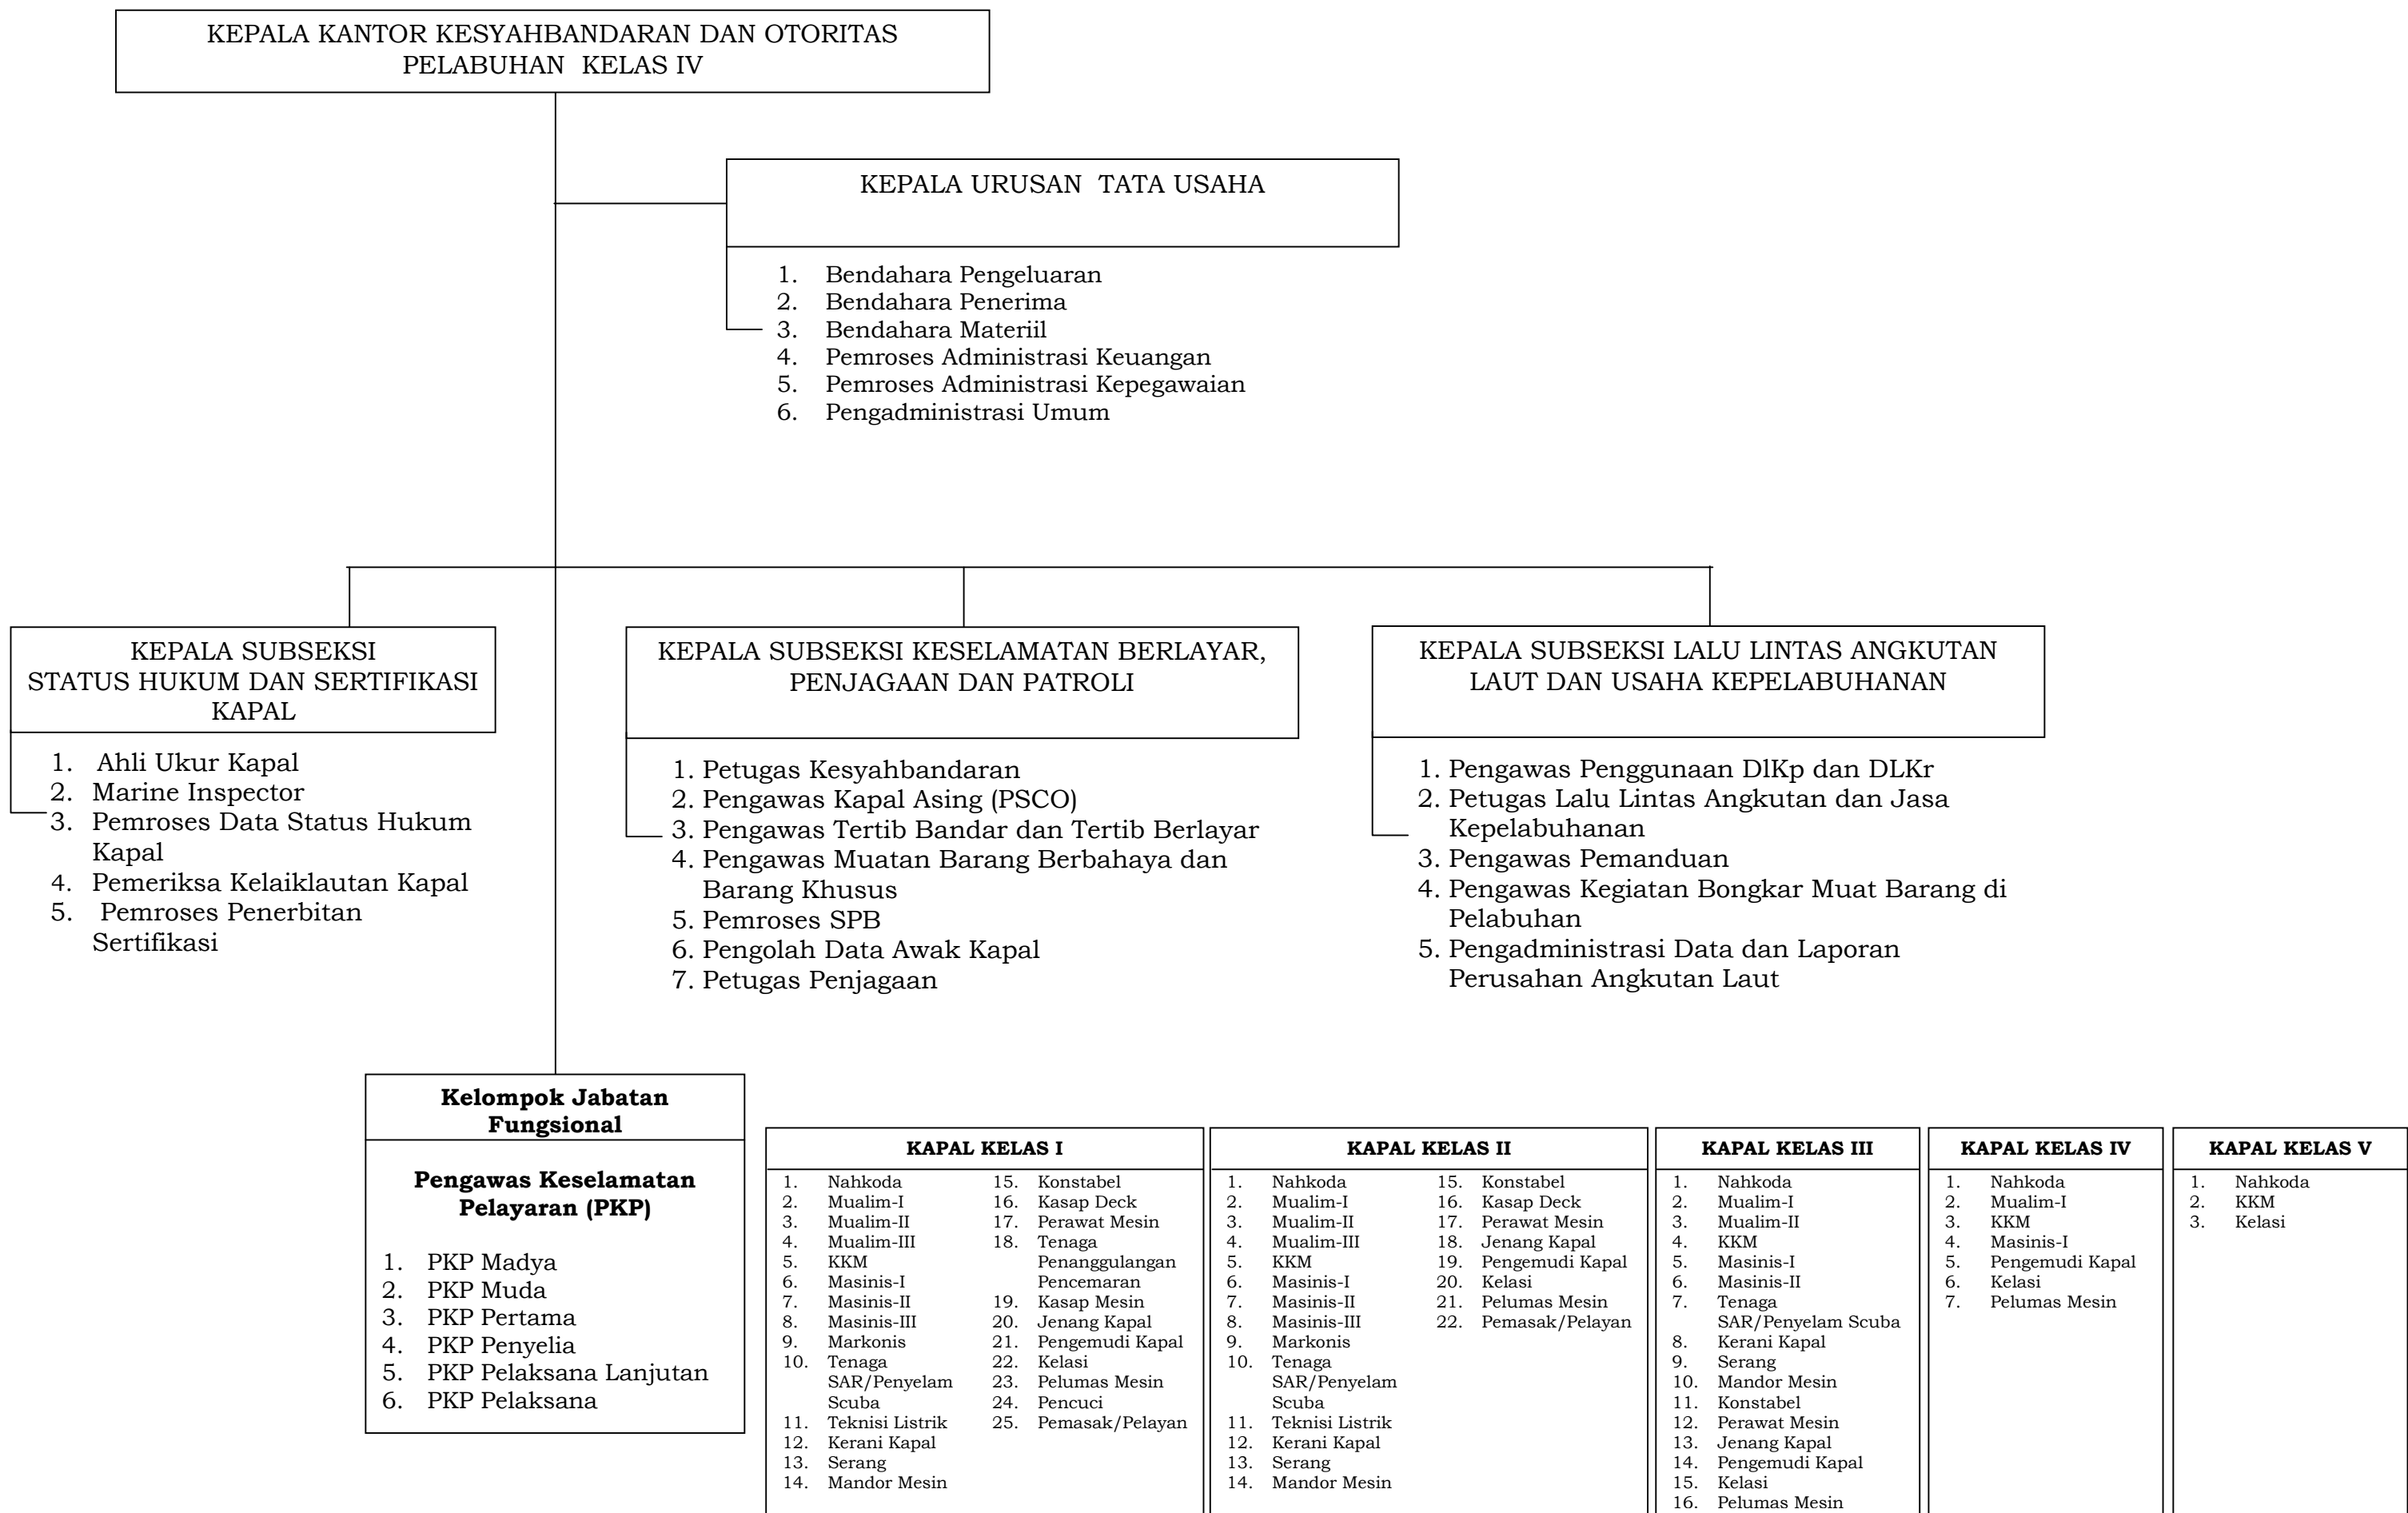 KEPALA KANTOR KESYAHBANDARAN DAN OTORITAS
PELABUHAN KELAS IV
KEPALA URUSAN TATA USAHA
1. Bendahara Pengeluaran
2. Bendahara Penerima
3. Bendahara Materiil
4. Pemroses Administrasi Keuangan
5. Pemroses Administrasi Kepegawaian
6. Pengadministrasi Umum
KEPALA SUBSEKSI
STATUS HUKUM DAN SERTIFIKASI
KAPAL
1. Ahli Ukur Kapal
2. Marine Inspector
3. Pemroses Data Status Hukum
Kapal
4. Pemeriksa Kelaiklautan Kapal
5. Pemroses Penerbitan
Sertifikasi
KEPALA SUBSEKSI KESELAMATAN BERLAYAR,
PENJAGAAN DAN PATROLI
1. Petugas Kesyahbandaran
2. Pengawas Kapal Asing (PSCO)
3. Pengawas Tertib Bandar dan Tertib Berlayar
4. Pengawas Muatan Barang Berbahaya dan
Barang Khusus
5. Pemroses SPB
6. Pengolah Data Awak Kapal
7. Petugas Penjagaan
KEPALA SUBSEKSI LALU LINTAS ANGKUTAN
LAUT DAN USAHA KEPELABUHANAN
1. Pengawas Penggunaan DlKp dan DLKr
2. Petugas Lalu Lintas Angkutan dan Jasa
Kepelabuhanan
3. Pengawas Pemanduan
4. Pengawas Kegiatan Bongkar Muat Barang di
Pelabuhan
5. Pengadministrasi Data dan Laporan
Perusahan Angkutan Laut
Kelompok Jabatan
Fungsional
Pengawas Keselamatan
Pelayaran (PKP)
1. PKP Madya
2. PKP Muda
3. PKP Pertama
4. PKP Penyelia
5. PKP Pelaksana Lanjutan
6. PKP Pelaksana
KAPAL KELAS I
1. Nahkoda
2. Mualim-I
3. Mualim-II
4. Mualim-III
5. KKM
6. Masinis-I
7. Masinis-II
8. Masinis-III
9. Markonis
10. Tenaga
SAR/Penyelam
Scuba
11. Teknisi Listrik
12. Kerani Kapal
13. Serang
14. Mandor Mesin
15. Konstabel
16. Kasap Deck
17. Perawat Mesin
18. Tenaga
Penanggulangan
Pencemaran
19. Kasap Mesin
20. Jenang Kapal
21. Pengemudi Kapal
22. Kelasi
23. Pelumas Mesin
24. Pencuci
25. Pemasak/Pelayan
KAPAL KELAS II
1. Nahkoda
2. Mualim-I
3. Mualim-II
4. Mualim-III
5. KKM
6. Masinis-I
7. Masinis-II
8. Masinis-III
9. Markonis
10. Tenaga
SAR/Penyelam
Scuba
11. Teknisi Listrik
12. Kerani Kapal
13. Serang
14. Mandor Mesin
15. Konstabel
16. Kasap Deck
17. Perawat Mesin
18. Jenang Kapal
19. Pengemudi Kapal
20. Kelasi
21. Pelumas Mesin
22. Pemasak/Pelayan
KAPAL KELAS III
1. Nahkoda
2. Mualim-I
3. Mualim-II
4. KKM
5. Masinis-I
6. Masinis-II
7. Tenaga
SAR/Penyelam Scuba
8. Kerani Kapal
9. Serang
10. Mandor Mesin
11. Konstabel
12. Perawat Mesin
13. Jenang Kapal
14. Pengemudi Kapal
15. Kelasi
16. Pelumas Mesin
KAPAL KELAS IV
1. Nahkoda
2. Mualim-I
3. KKM
4. Masinis-I
5. Pengemudi Kapal
6. Kelasi
7. Pelumas Mesin
KAPAL KELAS V
1. Nahkoda
2. KKM
3. Kelasi